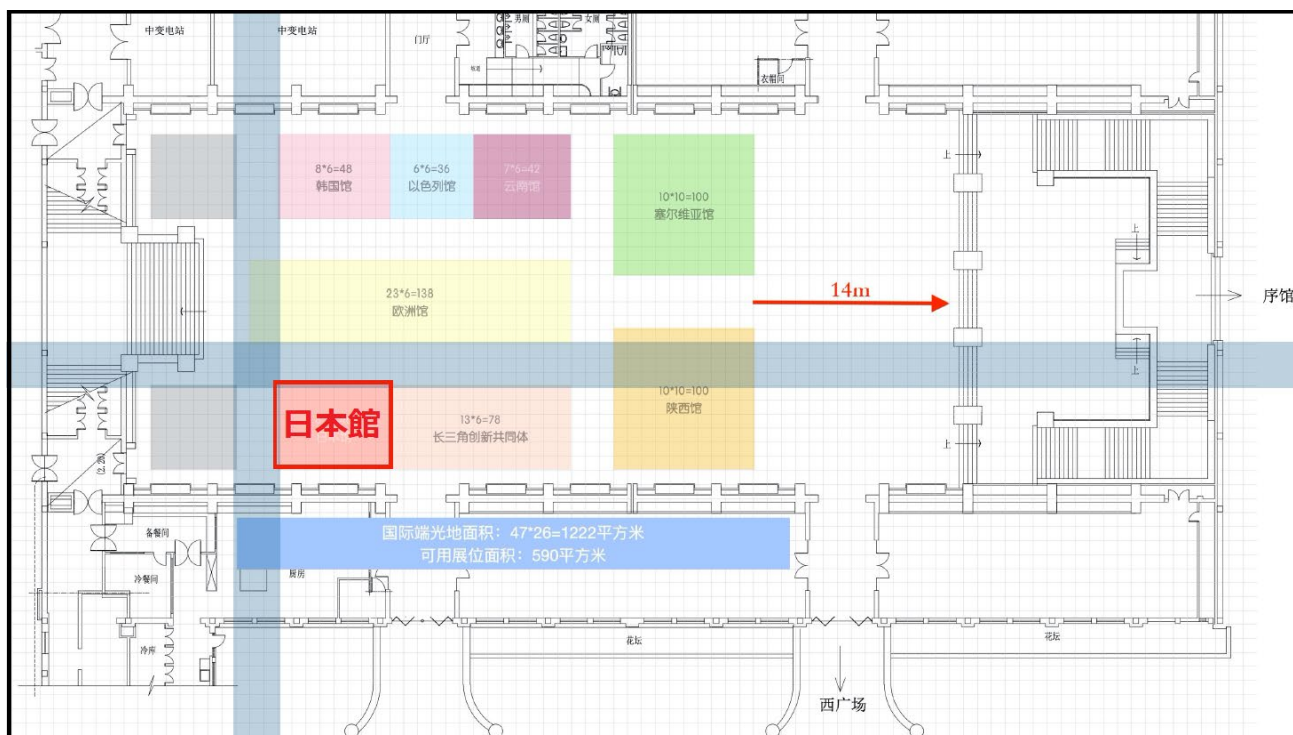 中变电站
中变电站
门厅
男厕
女厕
衣帽间
8*6=48
韩国馆
6*6=36
以色列馆
7*6=42
云南馆
10*10=100
塞尔维亚馆
上
上
23*6=138
欧洲馆
14m
序馆
上
上
日本館
13*6=78
长三角创新共同体
10*10=100
陕西馆
(2.2B)
国际端光地面积：47*26=1222平方米
可用展位面积：590平方米
备餐间
冷餐间
厨房
冷库
花坛
花坛
西广场